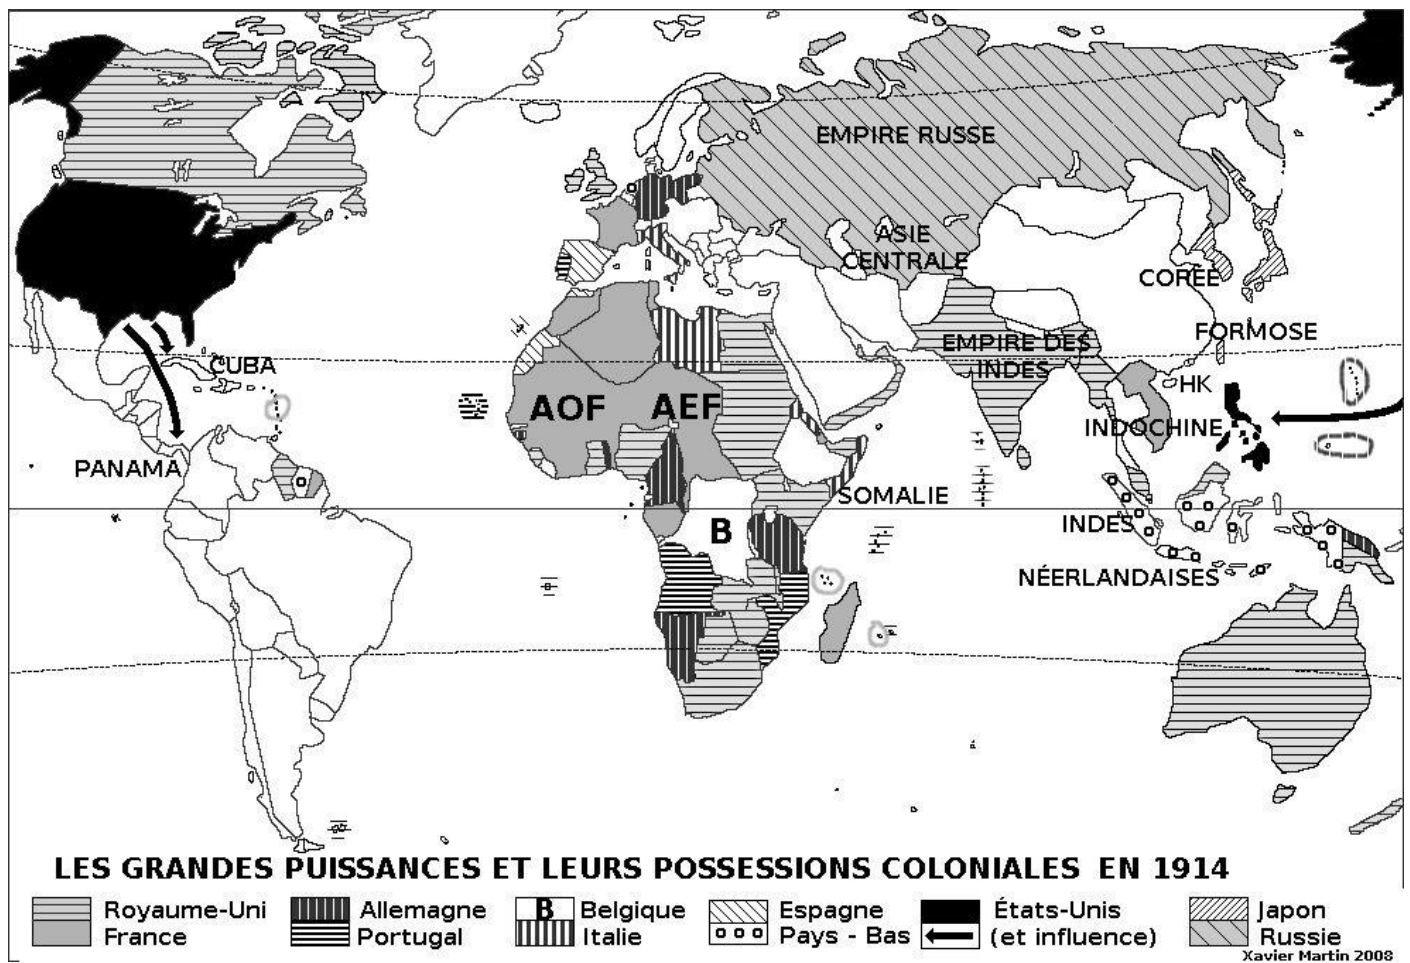 EMPIRE RUSSE
ASIE
CENTRALE
CORÉE
FORMOSE
EMPIRE DES
INDES
CUBA
HK
AOF
AEF
INDOCHINE
PANAMA
SOMALIE
B
INDES
NÉERLANDAISES
LES GRANDES PUISSANCES ET LEURS POSSESSIONS COLONIALES EN 1914
Royaume-Uni
France
Allemagne
Portugal
B
Belgique
Italie
Espagne
Pays - Bas
États-Unis
(et influence)
Japon
Russie
Xavier Martin 2008